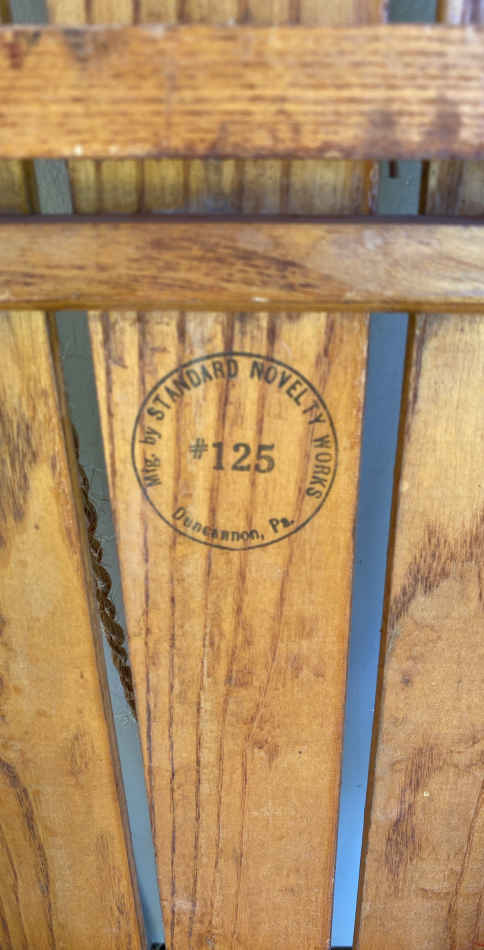 Mfg. by STANDARD NOVELTY WORKS
#125
Duncannon, Pa.